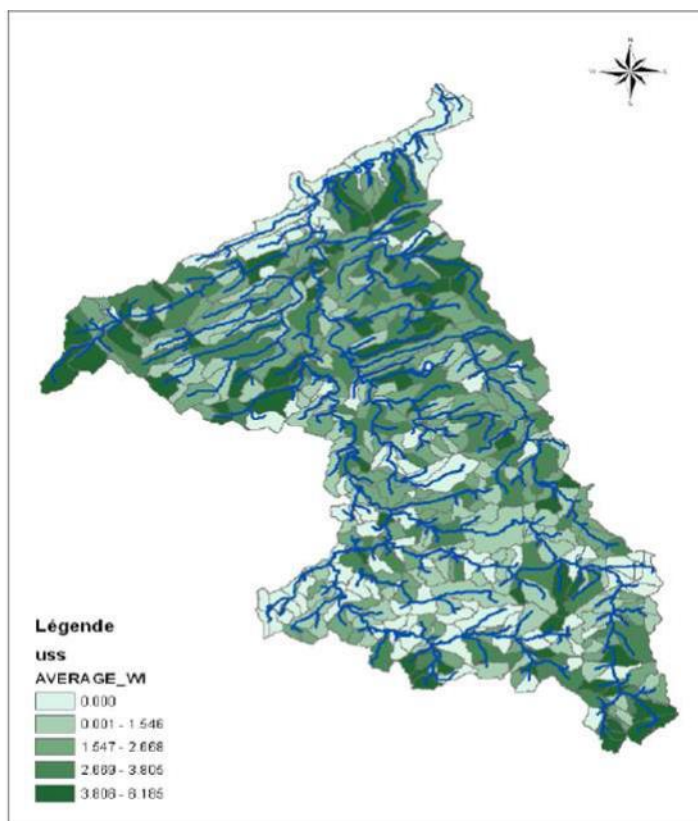 N
W
E
S
Légende
uss
AVERAGE_WI
0.000
0.001 - 1.546
1.547 - 2.668
2.669 - 3.805
3.806 - 6.185